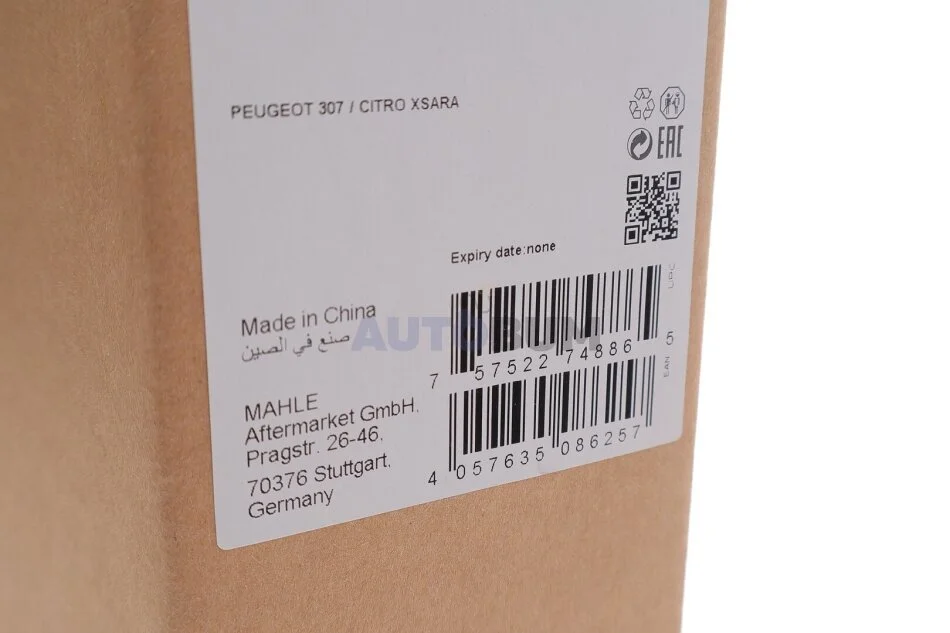 PEUGEOT 307 / CITRO XSARA
EAC
Expiry date:none
Made in China
صنع في الصين
AUTOBUM
UPC
7 57522 74886 5
MAHLE
Aftermarket GmbH.
Pragstr. 26-46.
70376 Stuttgart.
Germany
EAN
4 057635 086257